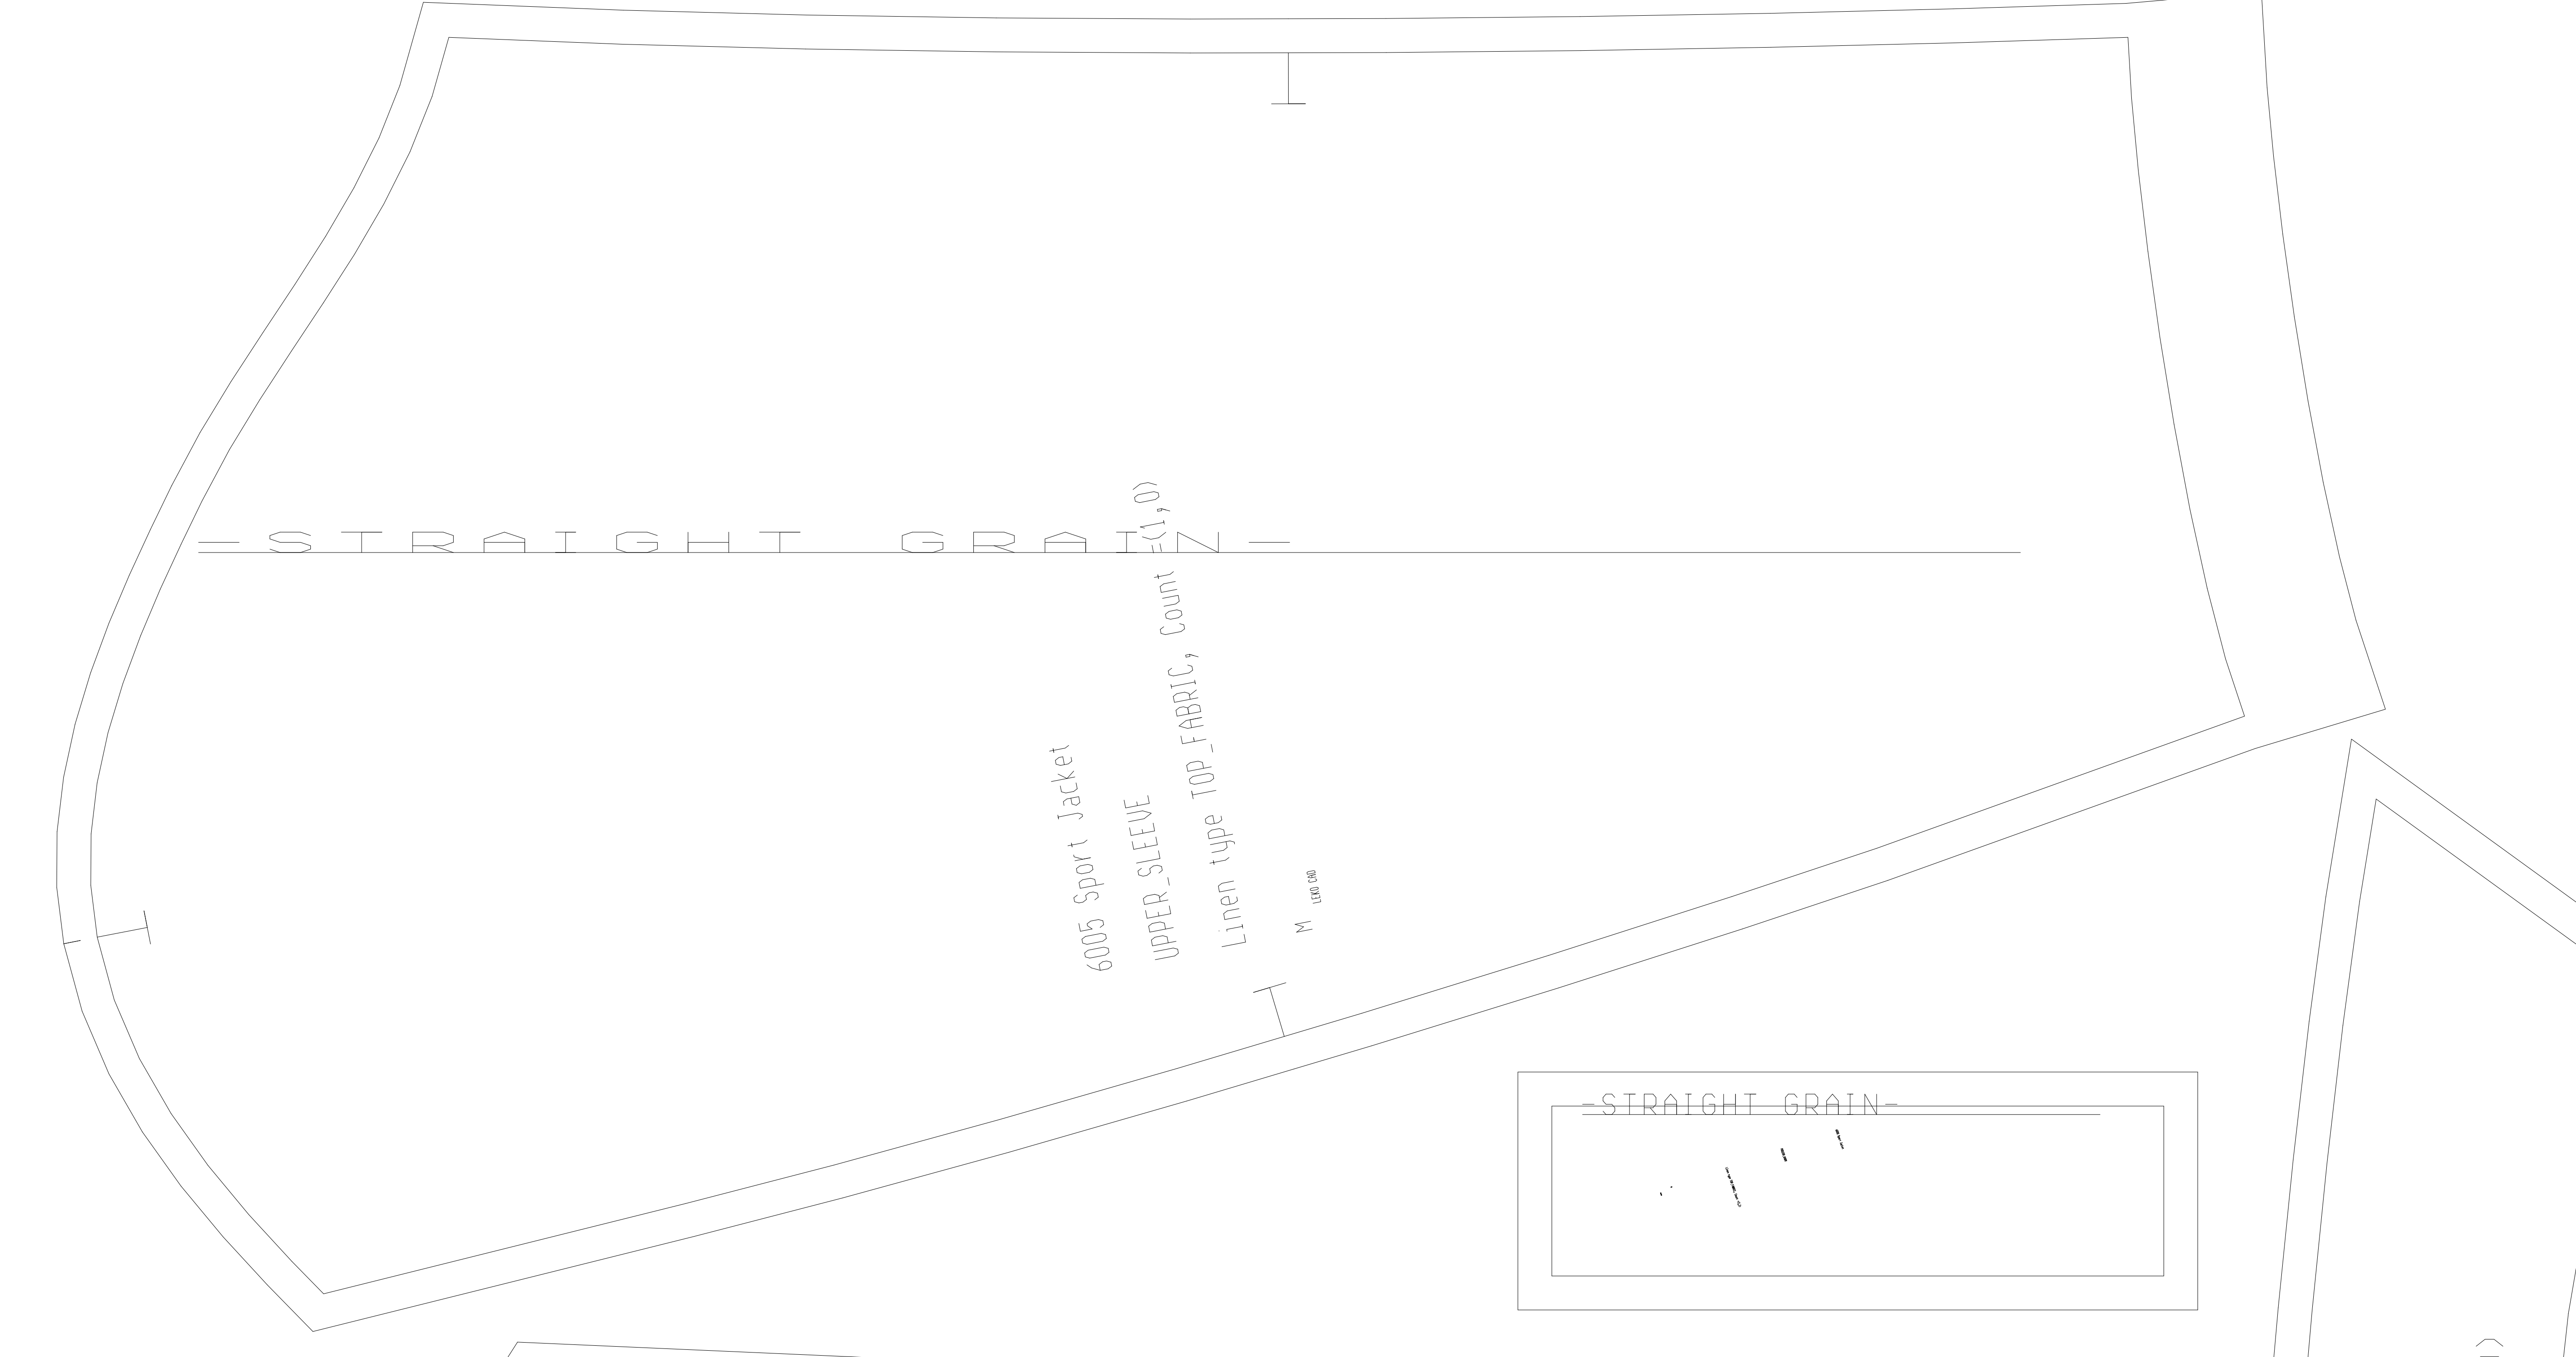 -STRAIGHT GRAIN-
6005 Sport Jacket
UPPER_SLEEVE
Linen type TOP_FABRIC, Count =(1,0)
M LEKO CAD
-STRAIGHT GRAIN-